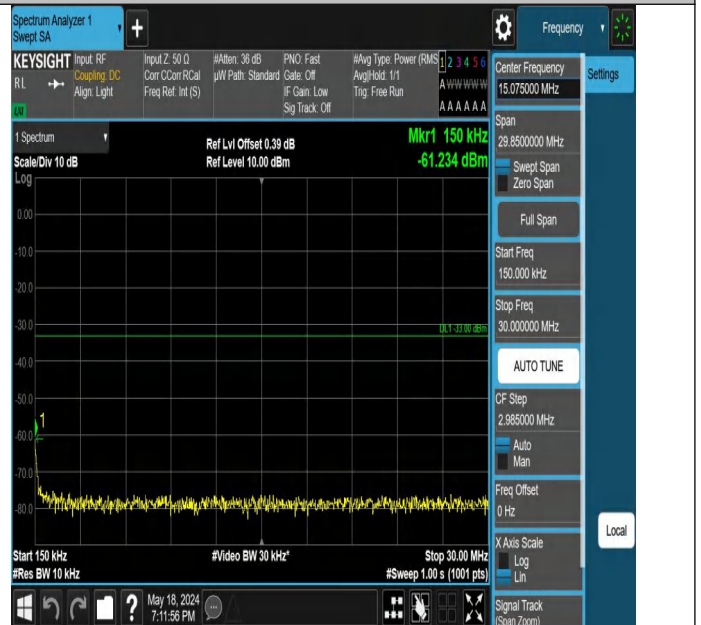 Spectrum Analyzer 1
Swept SA
+
Frequency
KEYSIGHT
RL
Input: RF
Coupling: DC
Align: Light
Input Z: 50 Ω
Corr CCorr RCal
Freq Ref: Int (S)
#Atten: 36 dB
µW Path: Standard
PNO: Fast
Gate: Off
IF Gain: Low
Sig Track: Off
#Avg Type: Power (RMS
Avg|Hold: 1/1
Trig: Free Run
1 2 3 4 5 6
A W W W W W
A A A A A A
1 Spectrum
Scale/Div 10 dB
Log
Ref Lvl Offset 0.39 dB
Ref Level 10.00 dBm
Mkr1 150 kHz
-61.234 dBm
0.00
-10.0
-20.0
-30.0
DL1 -33.00 dBm
-40.0
-50.0
1
-60.0
-70.0
-80.0
Start 150 kHz
#Res BW 10 kHz
#Video BW 30 kHz*
Stop 30.00 MHz
#Sweep 1.00 s (1001 pts)
?
May 18, 2024
7:11:56 PM
Center Frequency
15.075000 MHz
Settings
Span
29.8500000 MHz
Swept Span
Zero Span
Full Span
Start Freq
150.000 kHz
Stop Freq
30.000000 MHz
AUTO TUNE
CF Step
2.985000 MHz
Auto
Man
Freq Offset
0 Hz
Local
X Axis Scale
Log
Lin
Signal Track
(Span Zoom)